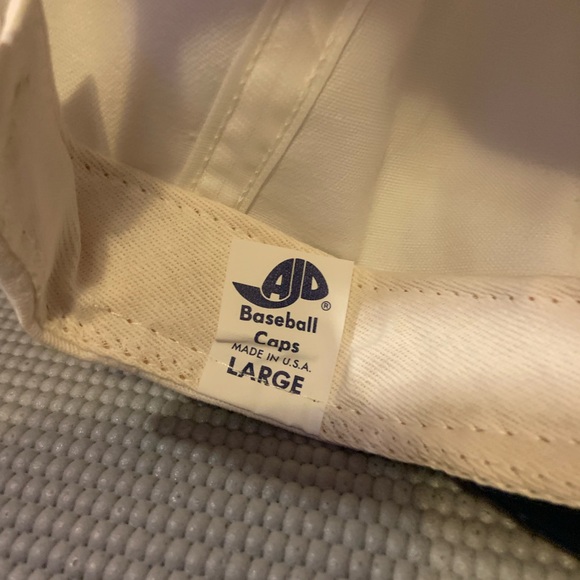 AJD ®
Baseball
Caps
MADE IN U.S.A.
LARGE